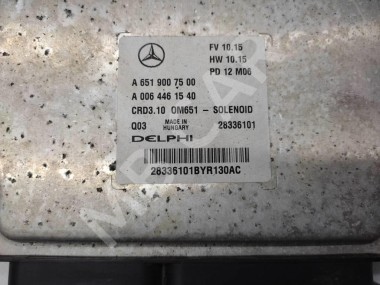 FV 10.15
HW 10.15
PD 12 M06
A 651 900 75 00
A 006 446 15 40
CRD3.10 OM651 - SOLENOID
Q03 MADE IN HUNGARY 28336101
DELPHI
28336101BYR130AC